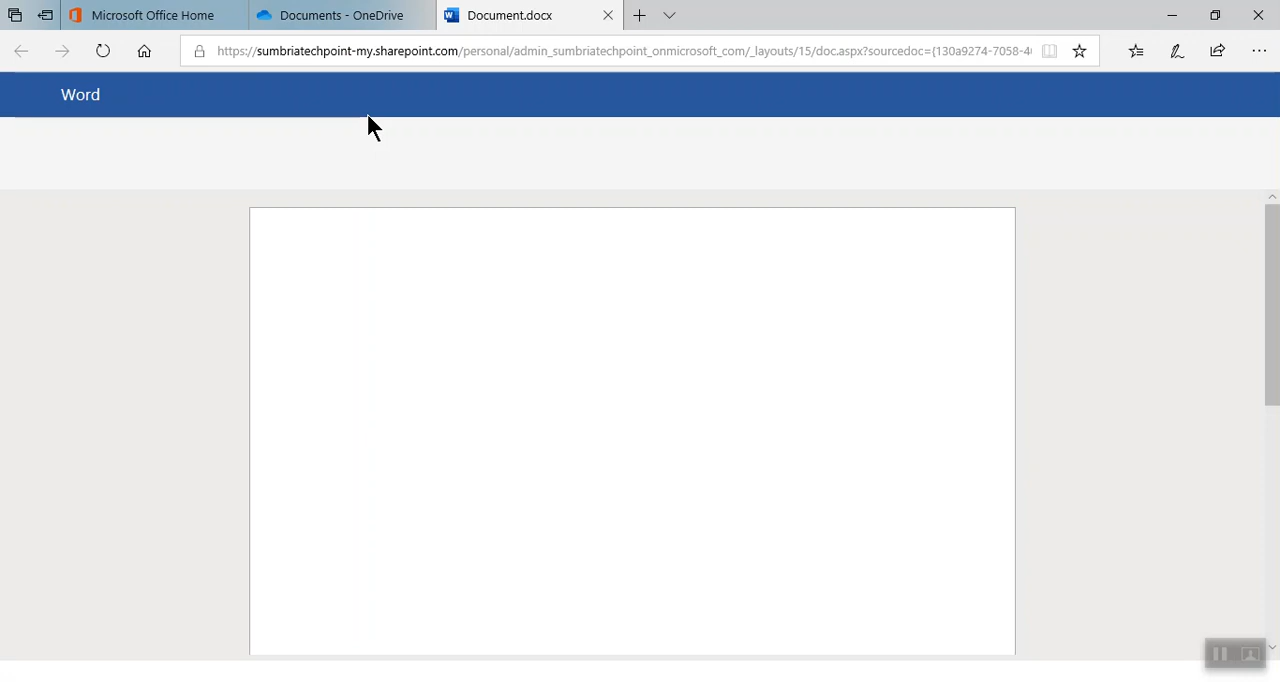 Microsoft Office Home
Documents - OneDrive
Document.docx
https://sumbriatechpoint-my.sharepoint.com/personal/admin_sumbriatechpoint_onmicrosoft_com/_layouts/15/doc.aspx?sourcedoc={130a9274-7058-4
Word